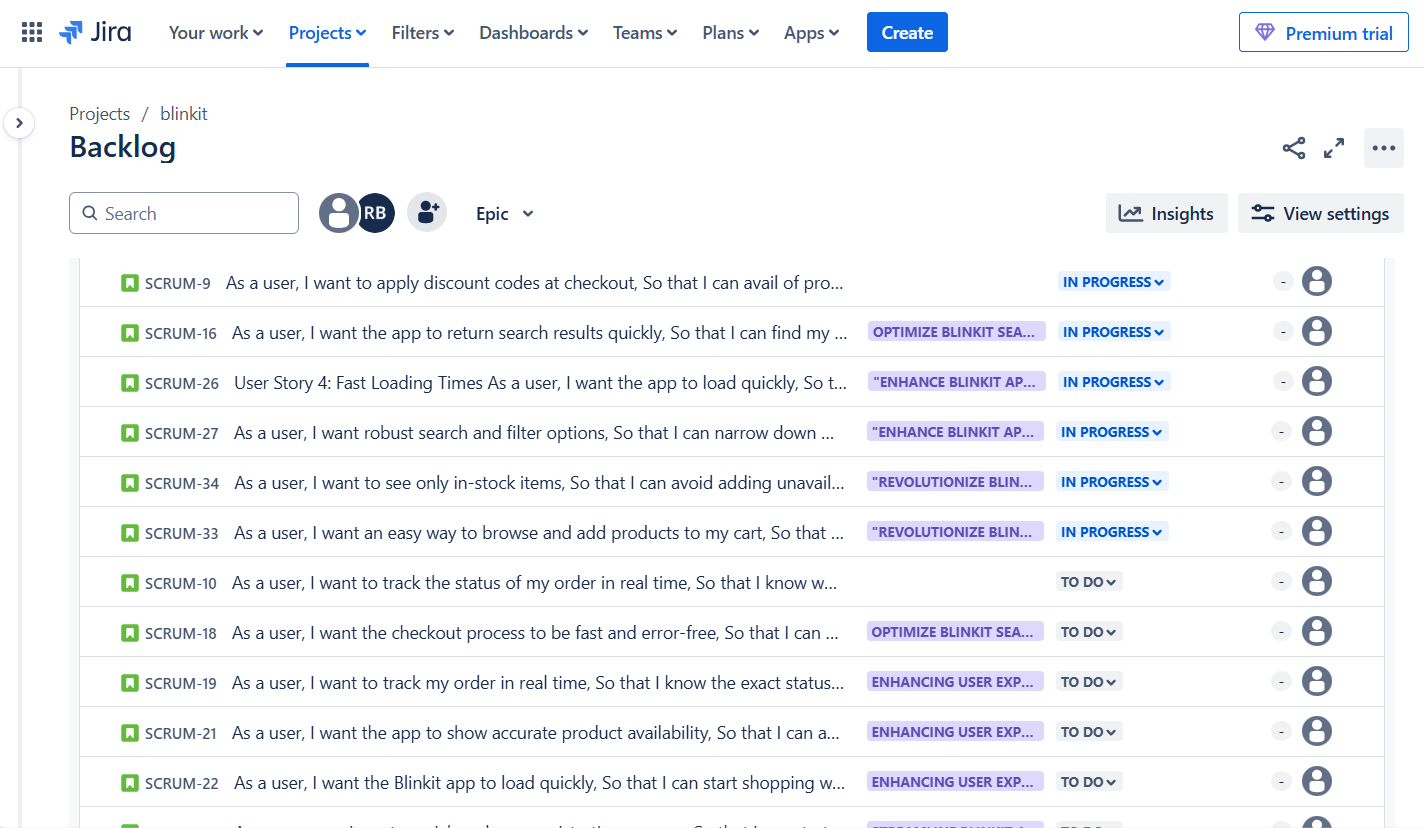 Jira
Your work Projects Filters Dashboards Teams Plans Apps Create Premium trial
Projects / blinkit
Backlog
Search RB Epic Insights View settings
SCRUM-9 As a user, I want to apply discount codes at checkout, So that I can avail of pro... IN PROGRESS -
SCRUM-16 As a user, I want the app to return search results quickly, So that I can find my ... OPTIMIZE BLINKIT SEA... IN PROGRESS -
SCRUM-26 User Story 4: Fast Loading Times As a user, I want the app to load quickly, So t... "ENHANCE BLINKIT AP... IN PROGRESS -
SCRUM-27 As a user, I want robust search and filter options, So that I can narrow down ... "ENHANCE BLINKIT AP... IN PROGRESS -
SCRUM-34 As a user, I want to see only in-stock items, So that I can avoid adding unavail... "REVOLUTIONIZE BLIN... IN PROGRESS -
SCRUM-33 As a user, I want an easy way to browse and add products to my cart, So that ... "REVOLUTIONIZE BLIN... IN PROGRESS -
SCRUM-10 As a user, I want to track the status of my order in real time, So that I know w... TO DO -
SCRUM-18 As a user, I want the checkout process to be fast and error-free, So that I can ... OPTIMIZE BLINKIT SEA... TO DO -
SCRUM-19 As a user, I want to track my order in real time, So that I know the exact status... ENHANCING USER EXP... TO DO -
SCRUM-21 As a user, I want the app to show accurate product availability, So that I can a... ENHANCING USER EXP... TO DO -
SCRUM-22 As a user, I want the Blinkit app to load quickly, So that I can start shopping w... ENHANCING USER EXP... TO DO -